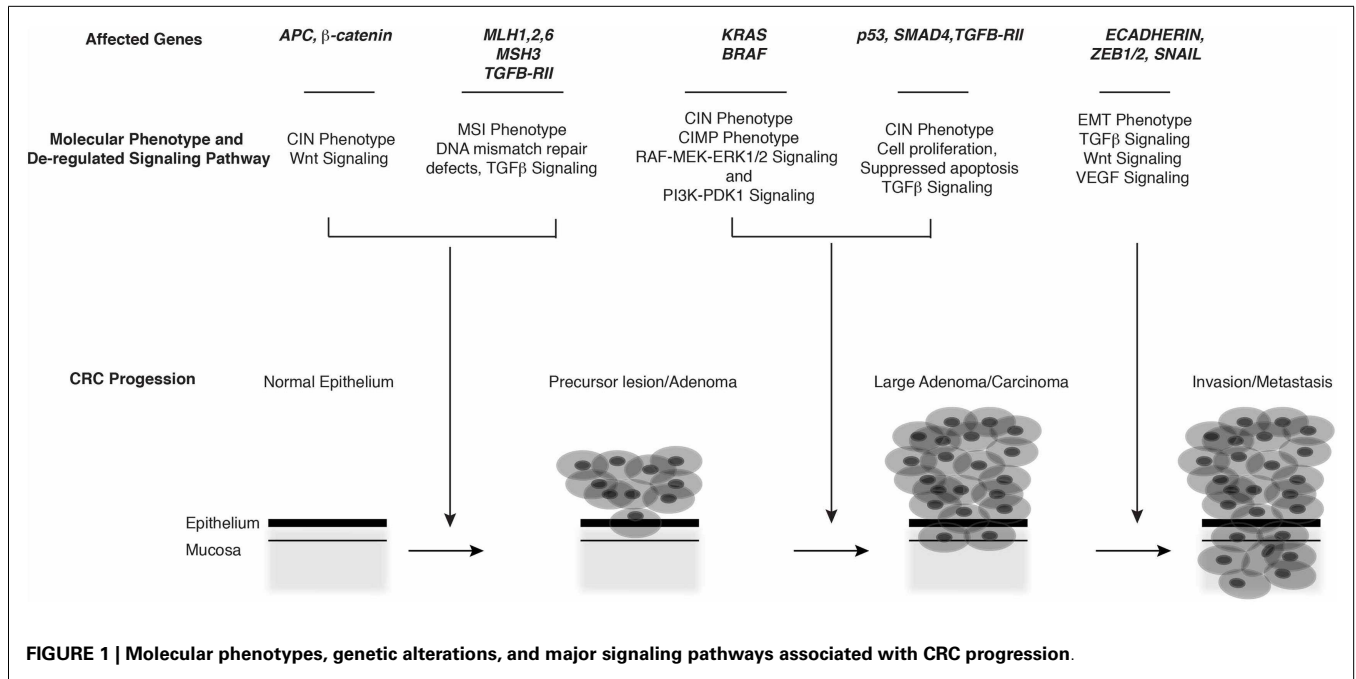 Affected Genes
APC, β-catenin
MLH1,2,6
MSH3
TGFB-RII
KRAS
BRAF
p53, SMAD4,TGFB-RII
ECADHERIN,
ZEB1/2, SNAIL
Molecular Phenotype and
De-regulated Signaling Pathway
CIN Phenotype
Wnt Signaling
MSI Phenotype
DNA mismatch repair
defects, TGFβ Signaling
CIN Phenotype
CIMP Phenotype
RAF-MEK-ERK1/2 Signaling
and
PI3K-PDK1 Signaling
CIN Phenotype
Cell proliferation,
Suppressed apoptosis
TGFβ Signaling
EMT Phenotype
TGFβ Signaling
Wnt Signaling
VEGF Signaling
CRC Progession
Normal Epithelium
Precursor lesion/Adenoma
Large Adenoma/Carcinoma
Invasion/Metastasis
Epithelium
Mucosa
FIGURE 1 | Molecular phenotypes, genetic alterations, and major signaling pathways associated with CRC progression.